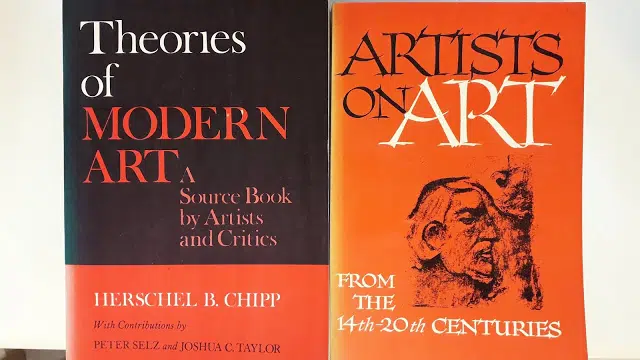 Theories
of
MODERN
ART
A
Source Book
by Artists
and Critics
HERSCHEL B. CHIPP
With Contributions by
PETER SELZ and JOSHUA C. TAYLOR
ARTISTS
ON ART
FROM
THE
14th-20th CENTURIES